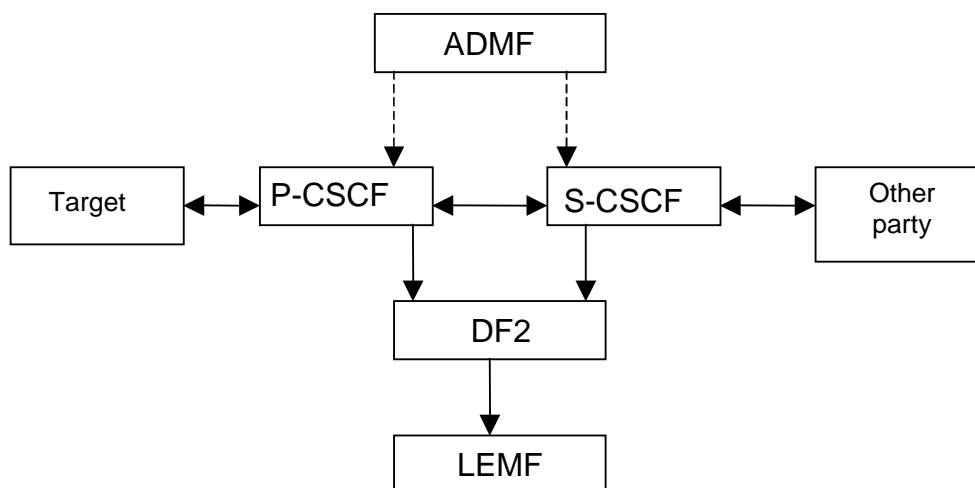 ADMF
Target
P-CSCF
S-CSCF
Other
party
DF2
LEMF